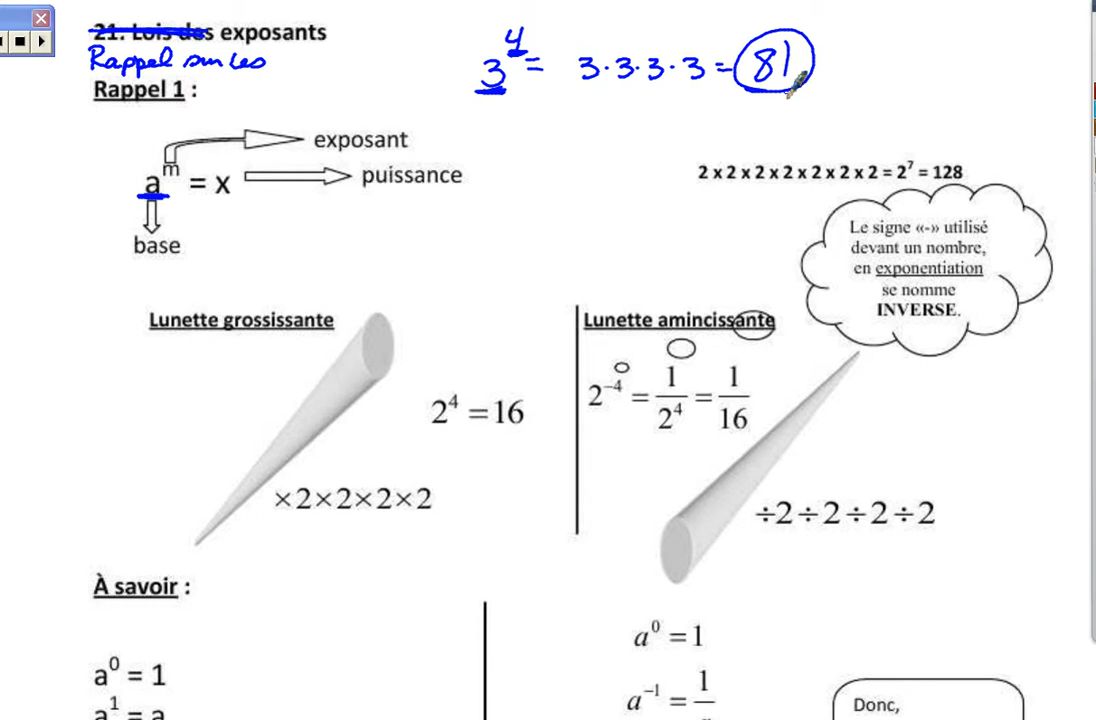 21. Lois des exposants
Rappel sur les
3^4 = 3·3·3·3 = 81
Rappel 1 :
exposant
a^m = x
puissance
base
2 x 2 x 2 x 2 x 2 x 2 x 2 = 2^7 = 128
Le signe «-» utilisé
devant un nombre,
en exponentiation
se nomme
INVERSE.
Lunette grossissante
2^4 = 16
×2×2×2×2
Lunette amincissante
2^-4 = 1/2^4 = 1/16
÷2÷2÷2÷2
À savoir :
a^0 = 1
a^1 = a
a^0 = 1
a^-1 = 1
Donc,